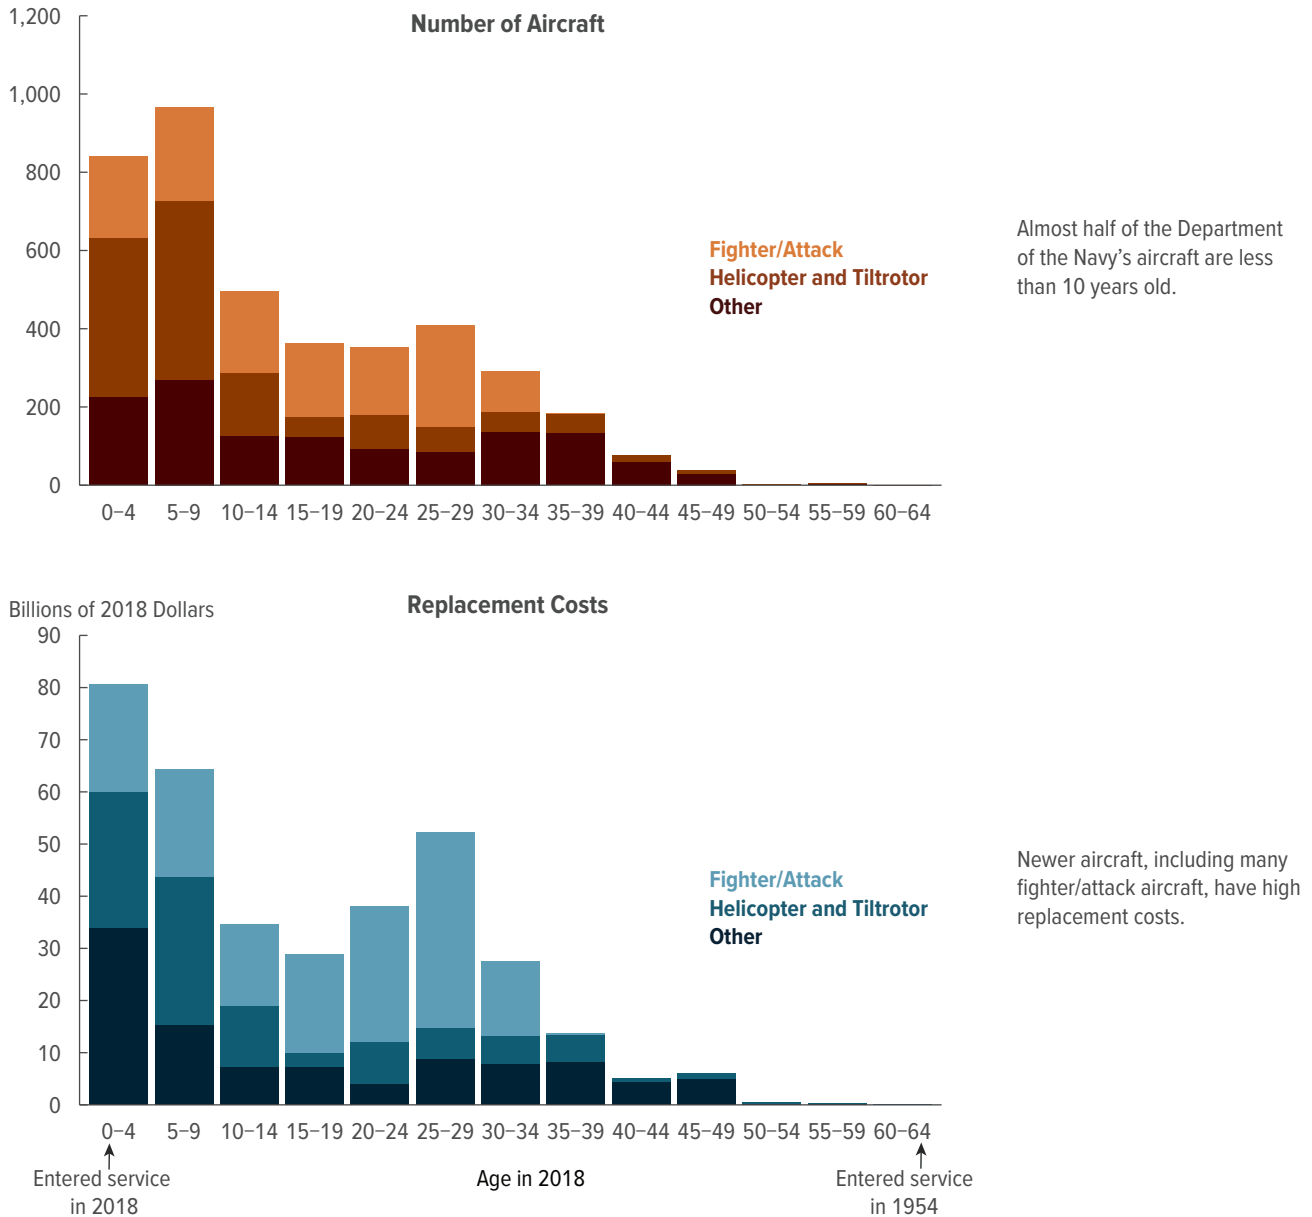 Number of Aircraft
1,200
1,000
800
600
400
200
0
Fighter/Attack
Helicopter and Tiltrotor
Other
Almost half of the Department
of the Navy’s aircraft are less
than 10 years old.
0–4 5–9 10–14 15–19 20–24 25–29 30–34 35–39 40–44 45–49 50–54 55–59 60–64
Replacement Costs
Billions of 2018 Dollars
90
80
70
60
50
40
30
20
10
0
Fighter/Attack
Helicopter and Tiltrotor
Other
Newer aircraft, including many
fighter/attack aircraft, have high
replacement costs.
0–4 5–9 10–14 15–19 20–24 25–29 30–34 35–39 40–44 45–49 50–54 55–59 60–64
Entered service
in 2018
Age in 2018
Entered service
in 1954